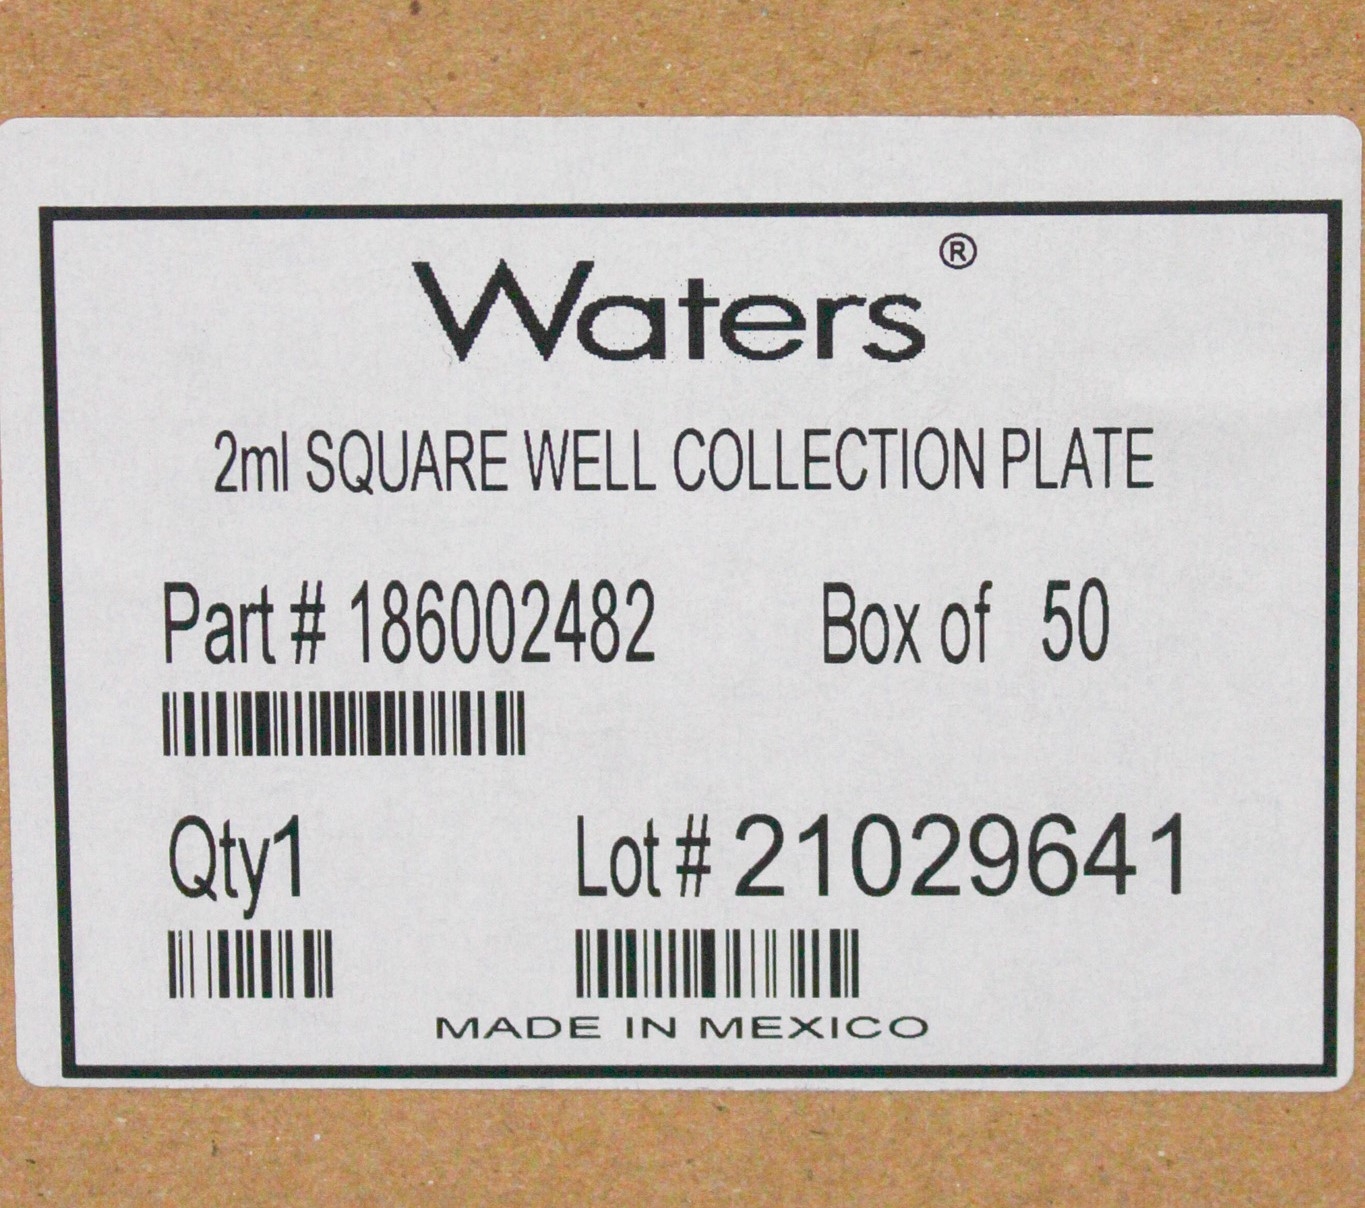 Waters®
2ml SQUARE WELL COLLECTION PLATE
Part # 186002482 Box of 50
Qty1 Lot # 21029641
MADE IN MEXICO